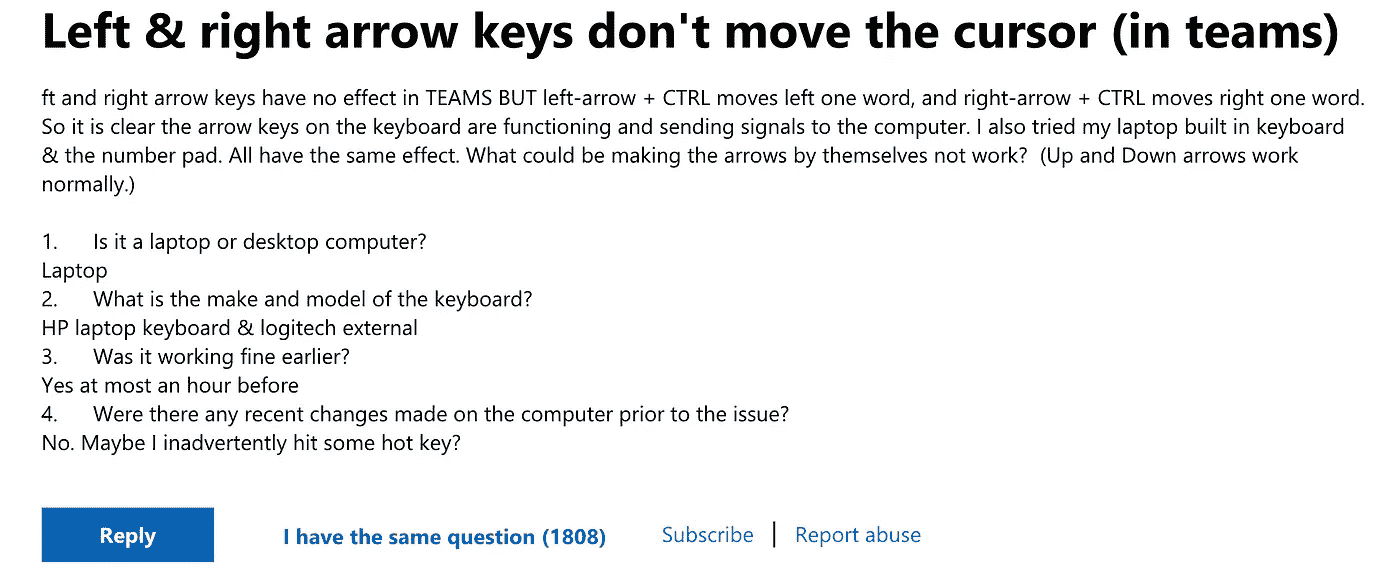 Left & right arrow keys don't move the cursor (in teams)
ft and right arrow keys have no effect in TEAMS BUT left-arrow + CTRL moves left one word, and right-arrow + CTRL moves right one word.
So it is clear the arrow keys on the keyboard are functioning and sending signals to the computer. I also tried my laptop built in keyboard
& the number pad. All have the same effect. What could be making the arrows by themselves not work?  (Up and Down arrows work
normally.)
1. Is it a laptop or desktop computer?
Laptop
2. What is the make and model of the keyboard?
HP laptop keyboard & logitech external
3. Was it working fine earlier?
Yes at most an hour before
4. Were there any recent changes made on the computer prior to the issue?
No. Maybe I inadvertently hit some hot key?
Reply I have the same question (1808) Subscribe | Report abuse